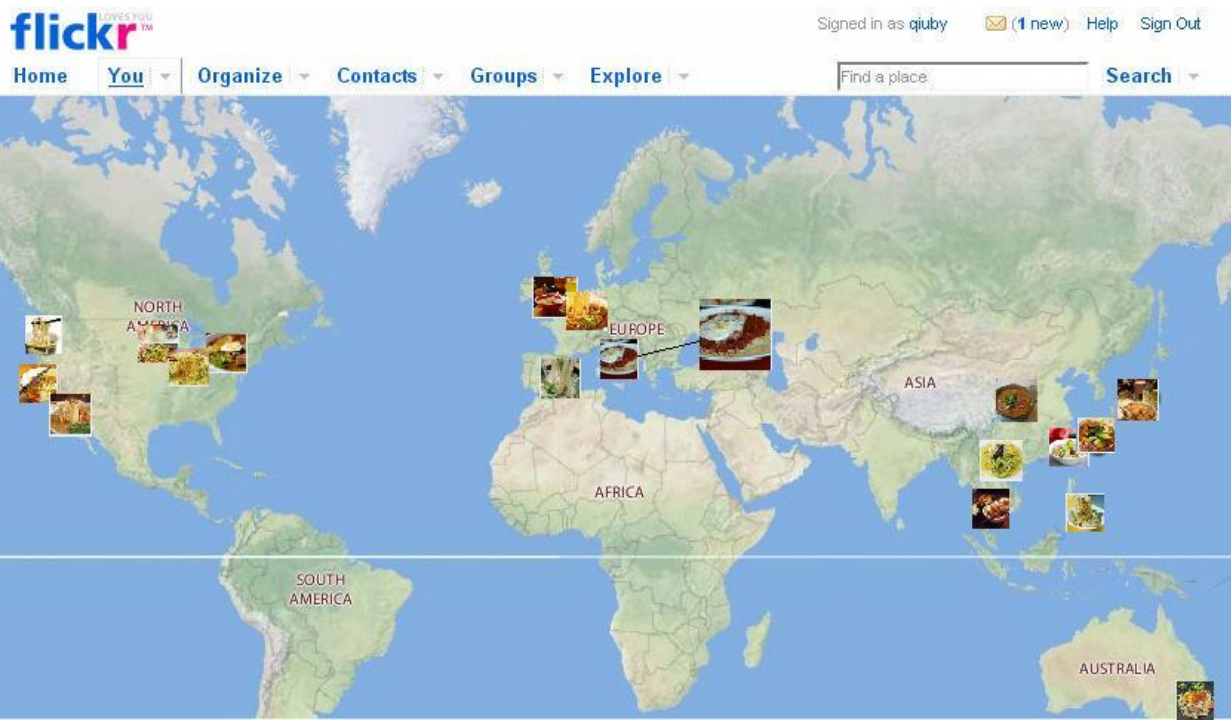 flickr LOVES YOU TM
Signed in as qiuby (1 new) Help Sign Out
Home You Organize Contacts Groups Explore Find a place Search
NORTH
AMERICA
EUROPE
ASIA
AFRICA
SOUTH
AMERICA
AUSTRALIA